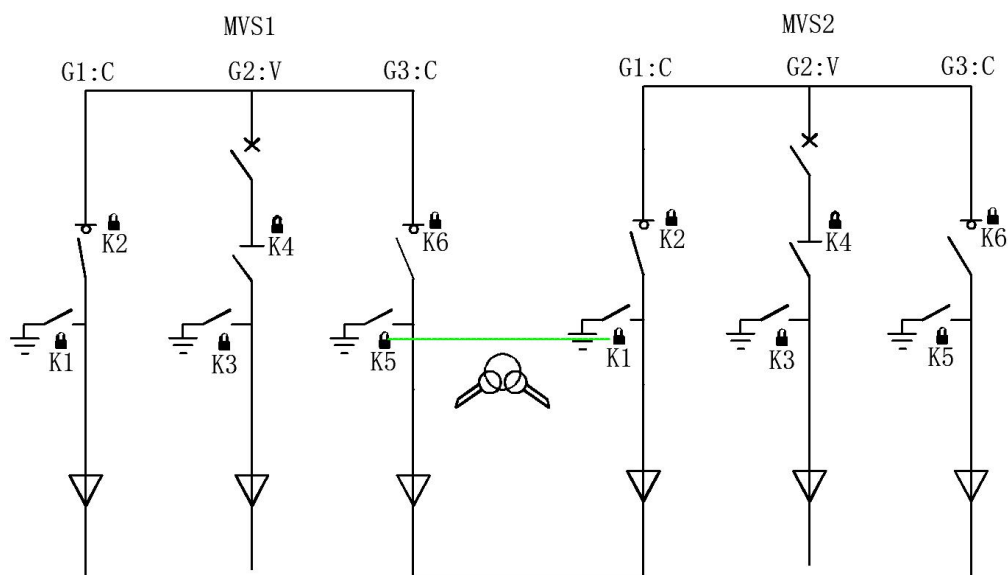 MVS1 MVS2
G1:C G2:V G3:C G1:C G2:V G3:C
K2 K4 K6 K2 K4 K6
K1 K3 K5 K1 K3 K5